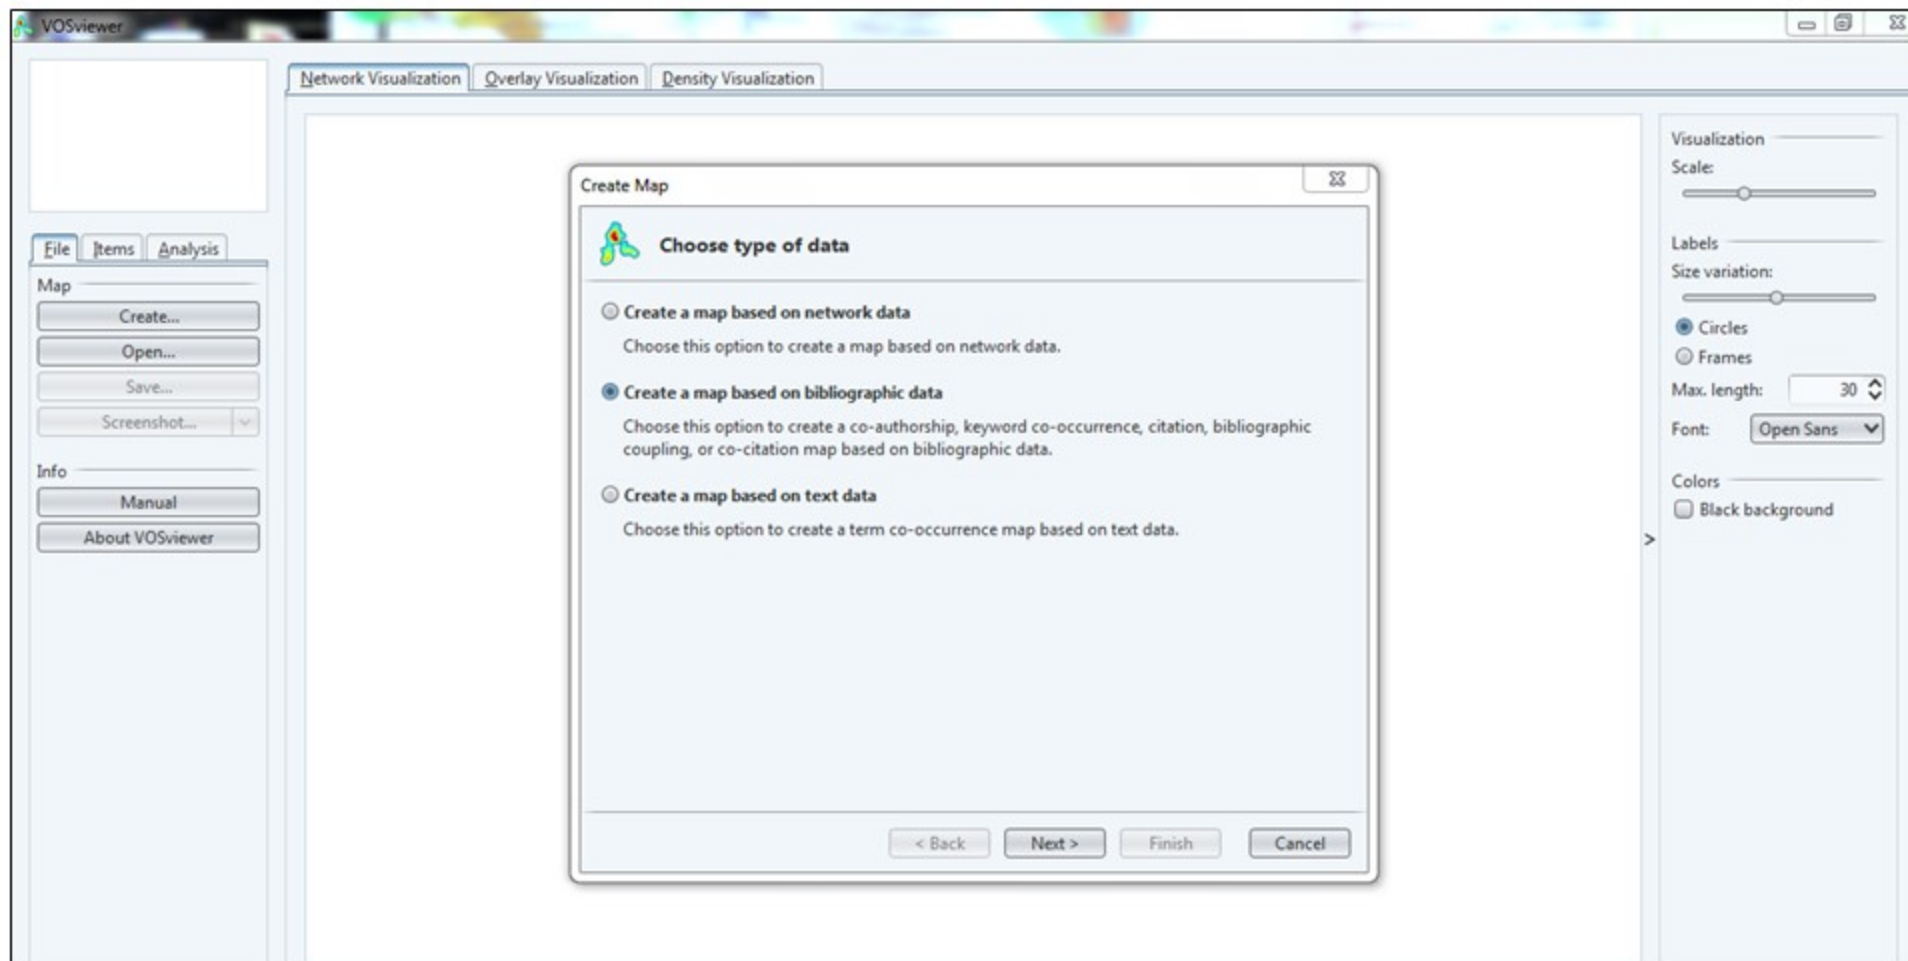 VOSviewer
Network Visualization Overlay Visualization Density Visualization
File Items Analysis
Map
Create...
Open...
Save...
Screenshot...
Info
Manual
About VOSviewer
Create Map
Choose type of data
Create a map based on network data
Choose this option to create a map based on network data.
Create a map based on bibliographic data
Choose this option to create a co-authorship, keyword co-occurrence, citation, bibliographic
coupling, or co-citation map based on bibliographic data.
Create a map based on text data
Choose this option to create a term co-occurrence map based on text data.
< Back Next > Finish Cancel
>
Visualization
Scale:
Labels
Size variation:
Circles
Frames
Max. length: 30
Font: Open Sans
Colors
Black background